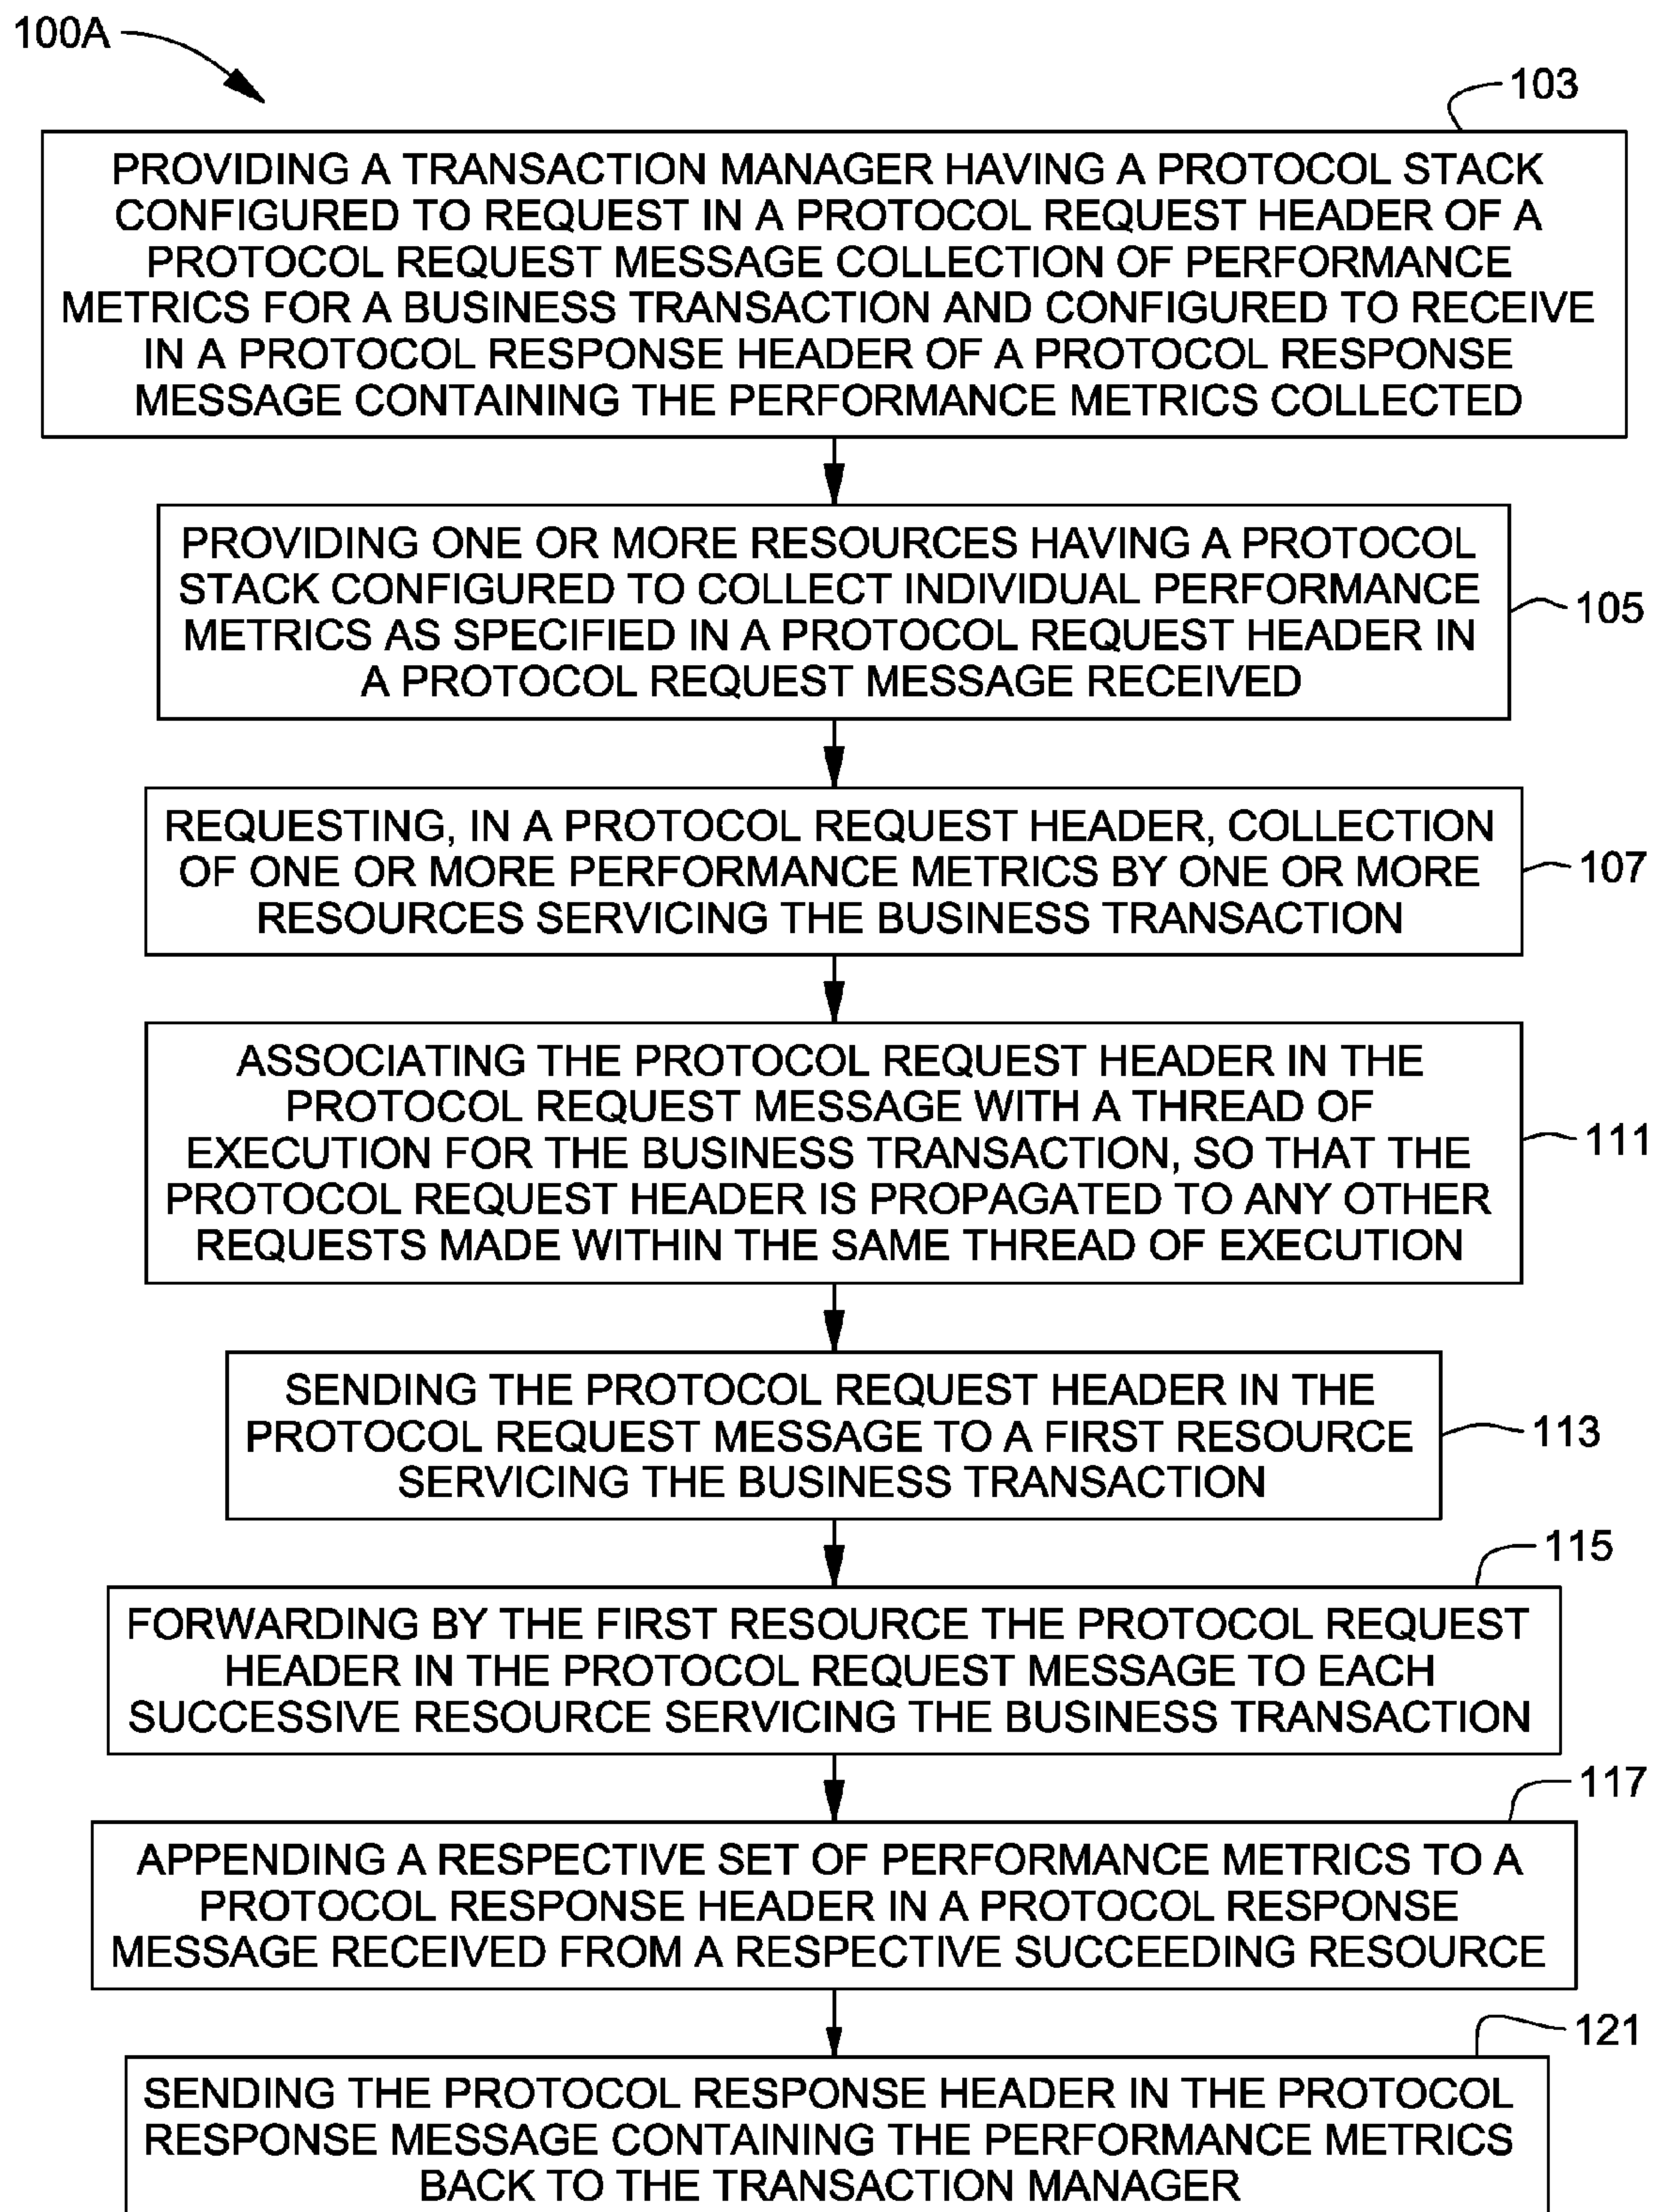 100A
103
PROVIDING A TRANSACTION MANAGER HAVING A PROTOCOL STACK
CONFIGURED TO REQUEST IN A PROTOCOL REQUEST HEADER OF A
PROTOCOL REQUEST MESSAGE COLLECTION OF PERFORMANCE
METRICS FOR A BUSINESS TRANSACTION AND CONFIGURED TO RECEIVE
IN A PROTOCOL RESPONSE HEADER OF A PROTOCOL RESPONSE
MESSAGE CONTAINING THE PERFORMANCE METRICS COLLECTED
PROVIDING ONE OR MORE RESOURCES HAVING A PROTOCOL
STACK CONFIGURED TO COLLECT INDIVIDUAL PERFORMANCE
METRICS AS SPECIFIED IN A PROTOCOL REQUEST HEADER IN
A PROTOCOL REQUEST MESSAGE RECEIVED
105
REQUESTING, IN A PROTOCOL REQUEST HEADER, COLLECTION
OF ONE OR MORE PERFORMANCE METRICS BY ONE OR MORE
RESOURCES SERVICING THE BUSINESS TRANSACTION
107
ASSOCIATING THE PROTOCOL REQUEST HEADER IN THE
PROTOCOL REQUEST MESSAGE WITH A THREAD OF
EXECUTION FOR THE BUSINESS TRANSACTION, SO THAT THE
PROTOCOL REQUEST HEADER IS PROPAGATED TO ANY OTHER
REQUESTS MADE WITHIN THE SAME THREAD OF EXECUTION
111
SENDING THE PROTOCOL REQUEST HEADER IN THE
PROTOCOL REQUEST MESSAGE TO A FIRST RESOURCE
SERVICING THE BUSINESS TRANSACTION
113
115
FORWARDING BY THE FIRST RESOURCE THE PROTOCOL REQUEST
HEADER IN THE PROTOCOL REQUEST MESSAGE TO EACH
SUCCESSIVE RESOURCE SERVICING THE BUSINESS TRANSACTION
117
APPENDING A RESPECTIVE SET OF PERFORMANCE METRICS TO A
PROTOCOL RESPONSE HEADER IN A PROTOCOL RESPONSE
MESSAGE RECEIVED FROM A RESPECTIVE SUCCEEDING RESOURCE
121
SENDING THE PROTOCOL RESPONSE HEADER IN THE PROTOCOL
RESPONSE MESSAGE CONTAINING THE PERFORMANCE METRICS
BACK TO THE TRANSACTION MANAGER